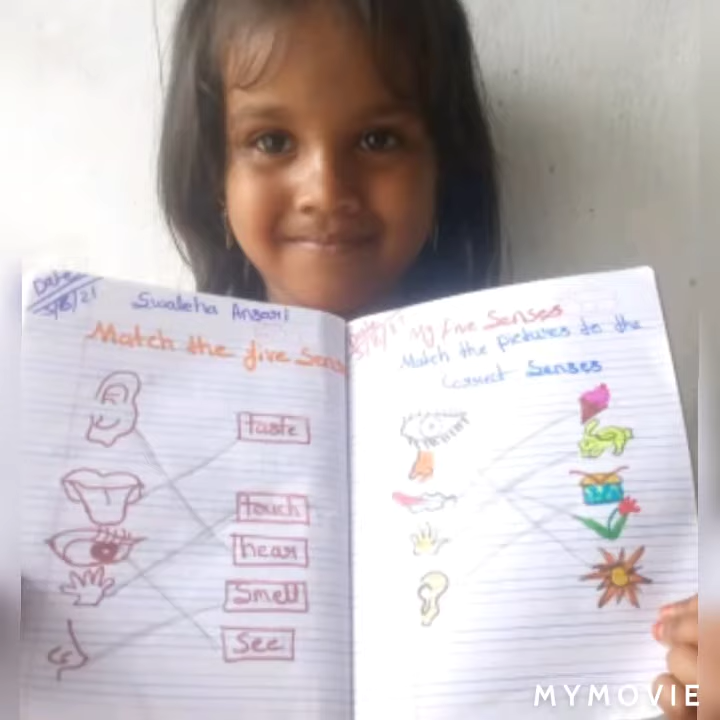 Date
3/8/21
Swaleha Ansari
Match the five Sense
taste
touch
hear
Smell
See
My five Senses
Match the pictures to the
Correct Senses
MYMOVIE